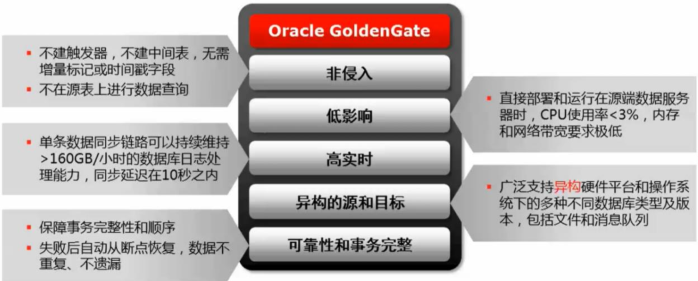 Oracle GoldenGate
非侵入
低影响
高实时
异构的源和目标
可靠性和事务完整
不建触发器，不建中间表，无需
增量标记或时间戳字段
不在源表上进行数据查询
单条数据同步链路可以持续维持
>160GB/小时的数据库日志处
理能力，同步延迟在10秒之内
保障事务完整性和顺序
失败后自动从断点恢复，数据不
重复、不遗漏
直接部署和运行在源端数据服务
器时，CPU使用率<3%，内存
和网络带宽要求极低
广泛支持异构硬件平台和操作系
统下的多种不同数据库类型及版
本，包括文件和消息队列